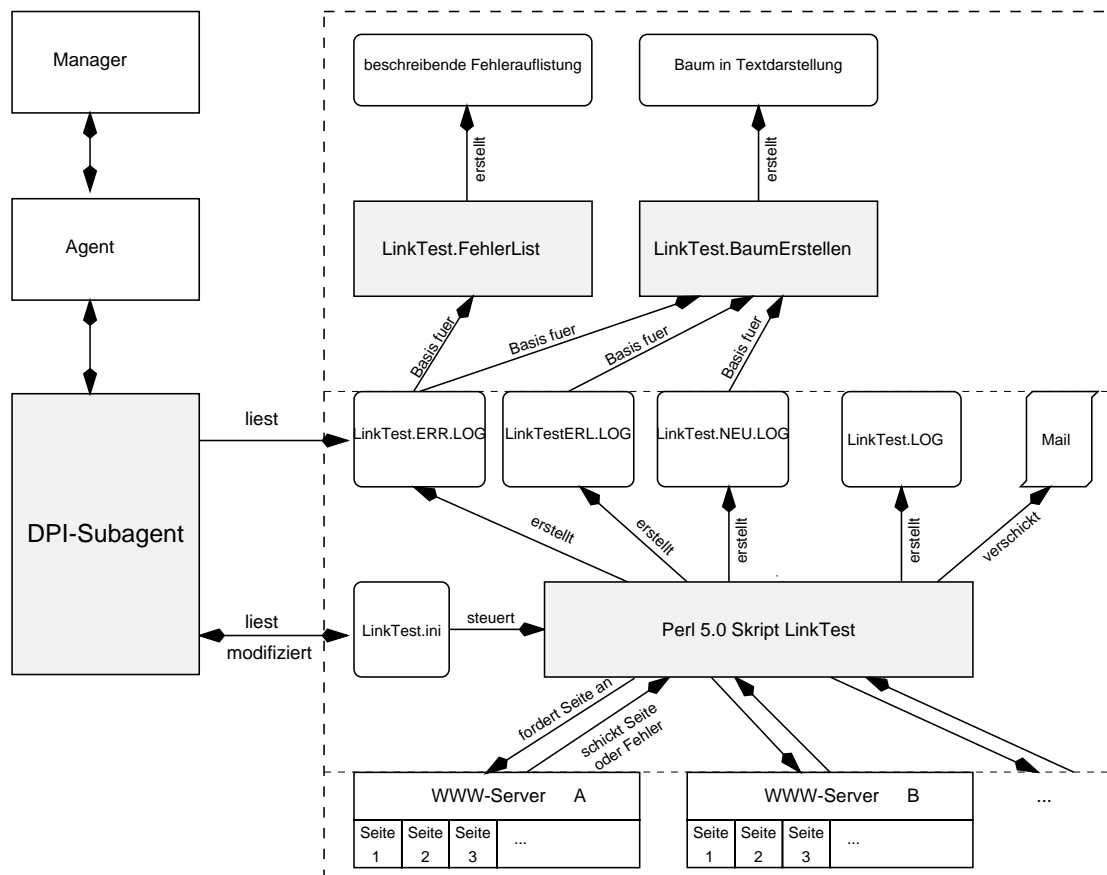 Manager
Agent
DPI-Subagent
beschreibende Fehlerauflistung
Baum in Textdarstellung
erstellt
erstellt
LinkTest.FehlerList
LinkTest.BaumErstellen
Basis fuer
Basis fuer
Basis fuer
Basis fuer
liest
LinkTest.ERR.LOG
LinkTestERL.LOG
LinkTest.NEU.LOG
LinkTest.LOG
Mail
erstellt
erstellt
erstellt
erstellt
verschickt
liest
modifiziert
LinkTest.ini
steuert
Perl 5.0 Skript LinkTest
fordert Seite an
schickt Seite
oder Fehler
WWW-Server A
Seite
1
Seite
2
Seite
3
...
WWW-Server B
Seite
1
Seite
2
Seite
3
...
...